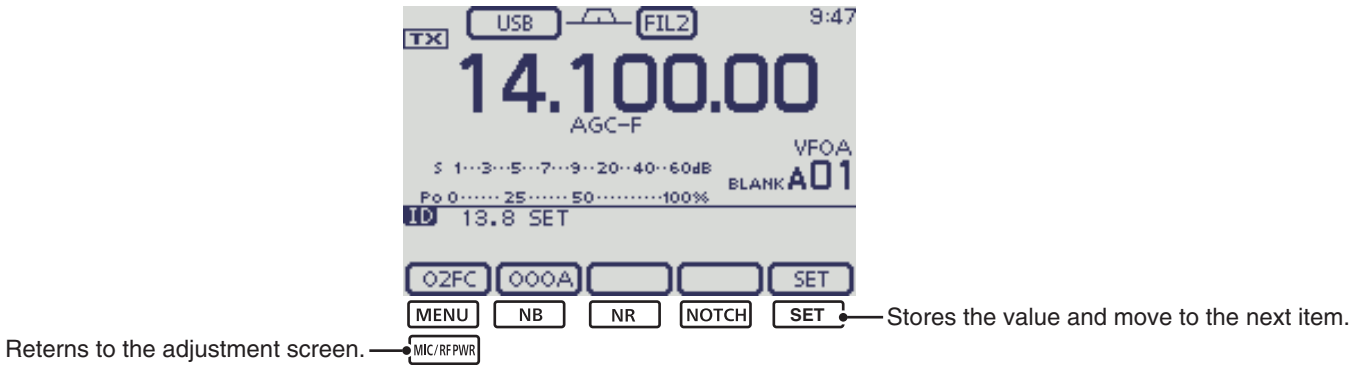 USB FIL2 9:47
TX
14.100.00
AGC-F
VFOA
S 1···3···5···7···9··20··40··60dB
BLANK A01
Po 0······25······50··········100%
ID 13.8 SET
02FC 000A SET
MENU NB NR NOTCH SET Stores the value and move to the next item.
Reterns to the adjustment screen. MIC/RF PWR